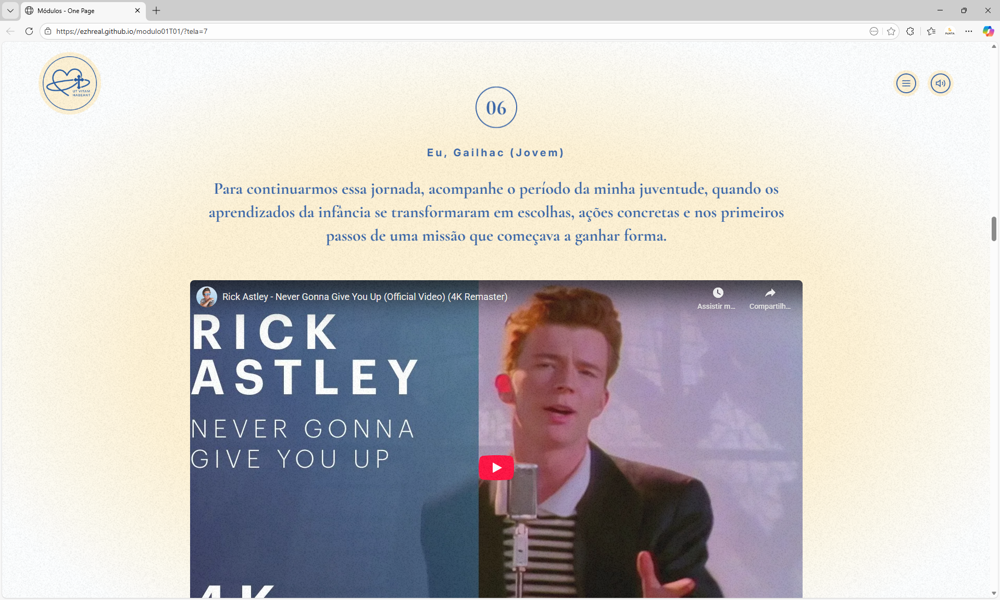 Módulos - One Page
https://ezhreal.github.io/modulo01T01/?tela=7
PENTA
UT VITAM
HABEANT
06
Eu, Gailhac (Jovem)
Para continuarmos essa jornada, acompanhe o período da minha juventude, quando os
aprendizados da infância se transformaram em escolhas, ações concretas e nos primeiros
passos de uma missão que começava a ganhar forma.
Rick Astley - Never Gonna Give You Up (Official Video) (4K Remaster)
Assistir m...
Compartilh...
RICK
ASTLEY
NEVER GONNA
GIVE YOU UP
4K